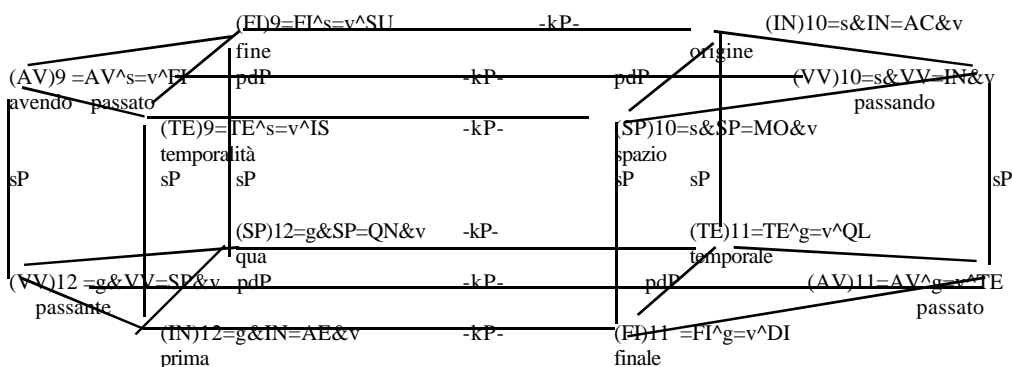 (FI)9=FI^s=v^SU -kP- (IN)10=s&IN=AC&v
fine origine
(AV)9 =AV^s=v^FI pdP -kP- pdP (VV)10=s&VV=IN&v
avendo passato passando
(TE)9=TE^s=v^IS -kP- (SP)10=s&SP=MO&v
temporalità spazio
sP sP sP sP sP sP
(SP)12=g&SP=QN&v -kP- (TE)11=TE^g=v^QL
qua temporale
(VV)12 =g&VV=SP&v pdP -kP- pdP (AV)11=AV^g=v^TE
passante passato
(IN)12=g&IN=AE&v -kP- (FI)11 =FI^g=v^DI
prima finale